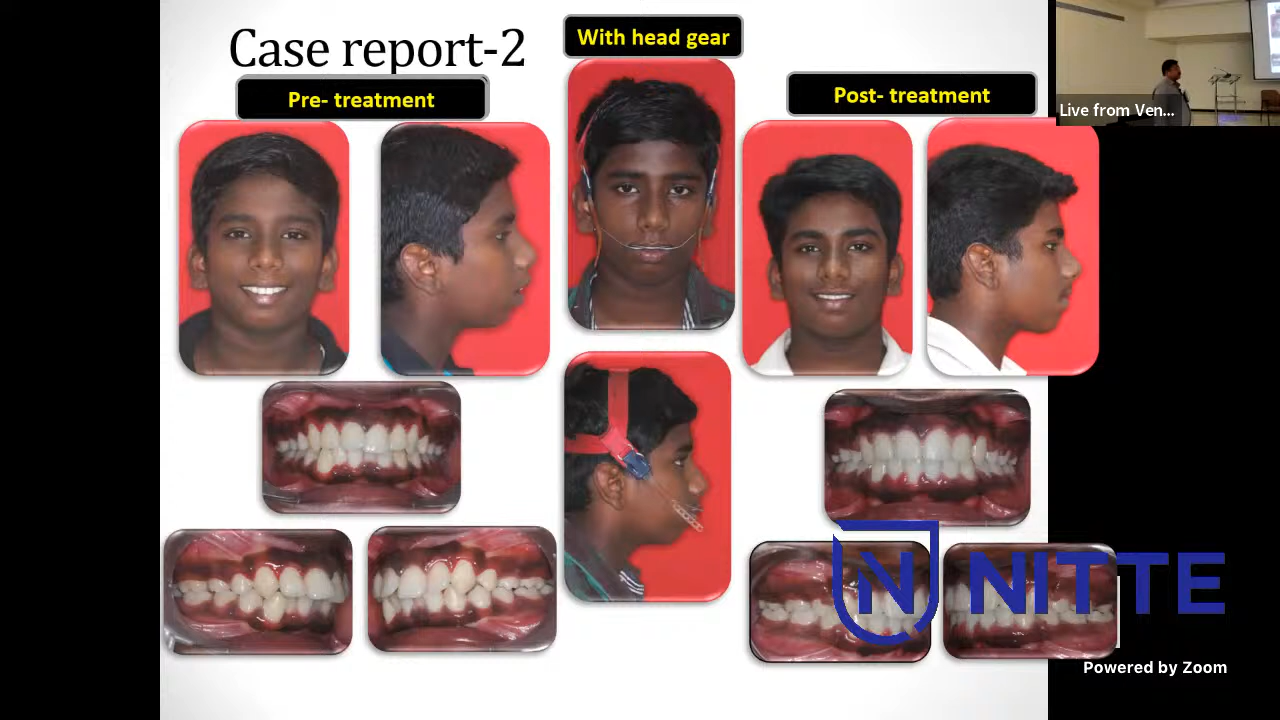 Case report-2
With head gear
Pre- treatment
Post- treatment
Live from Ven...
N NITTE
Powered by Zoom